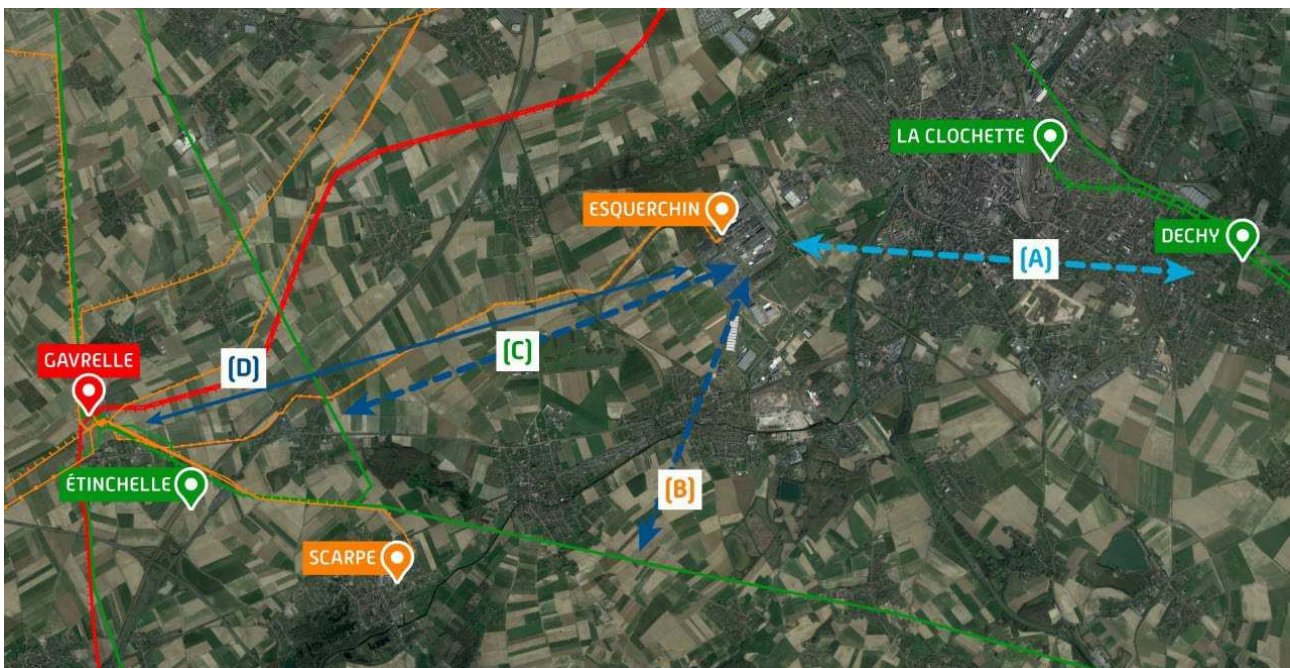 LA CLOCHETTE
ESQUERCHIN
DECHY
(A)
(C)
GAVRELLE
(D)
ÉTINCHELLE
(B)
SCARPE